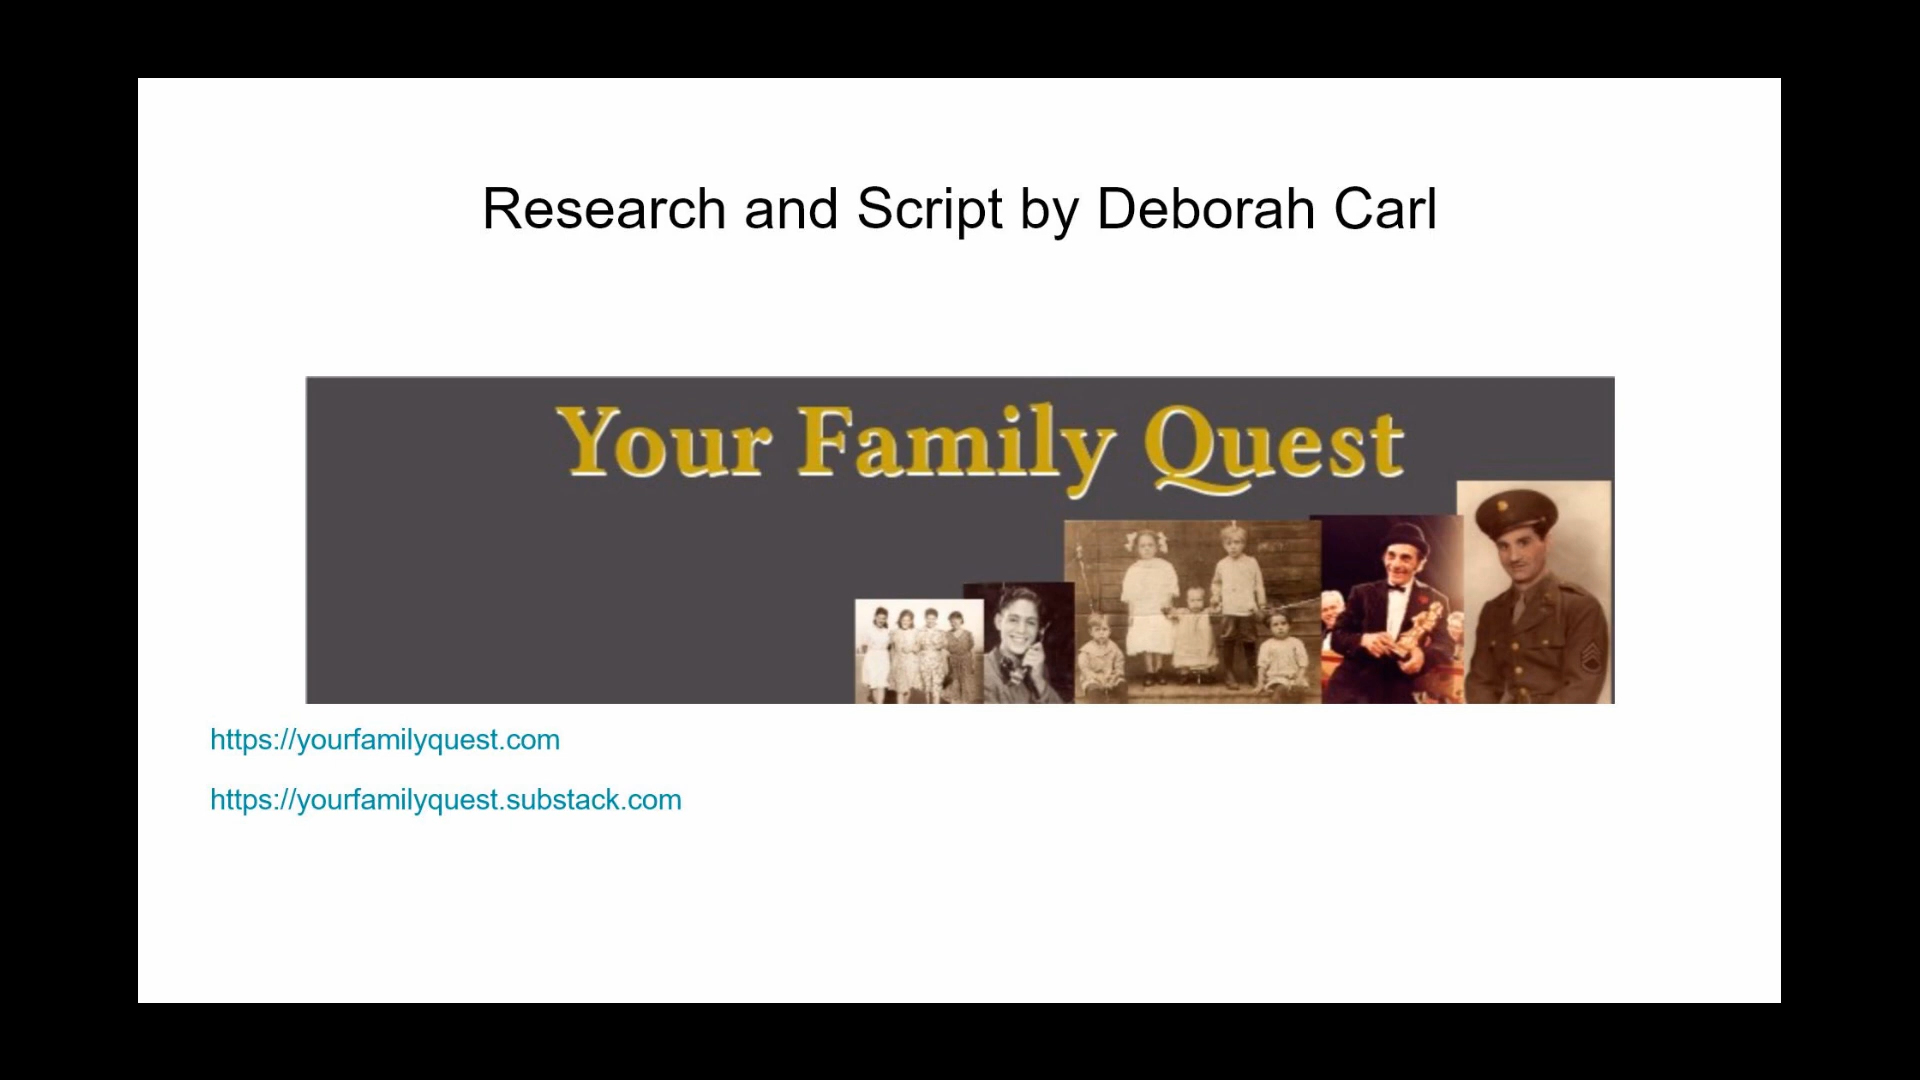 Research and Script by Deborah Carl
Your Family Quest
https://yourfamilyquest.com
https://yourfamilyquest.substack.com